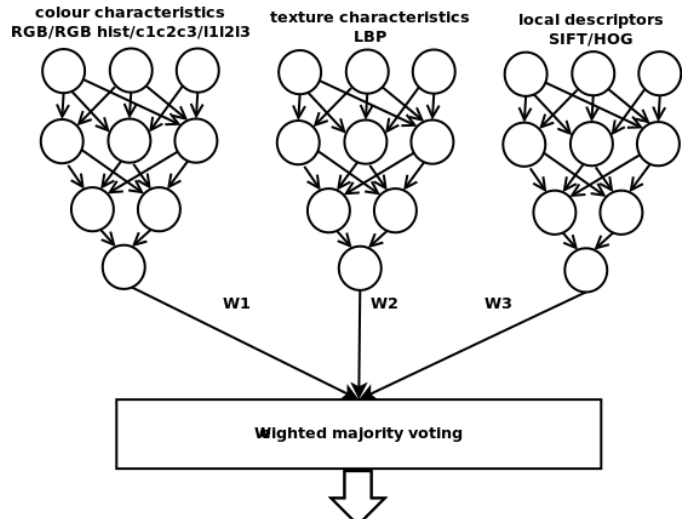 colour characteristics
RGB/RGB hist/c1c2c3/l1l2l3
texture characteristics
LBP
local descriptors
SIFT/HOG
W1
W2
W3
Weighted majority voting